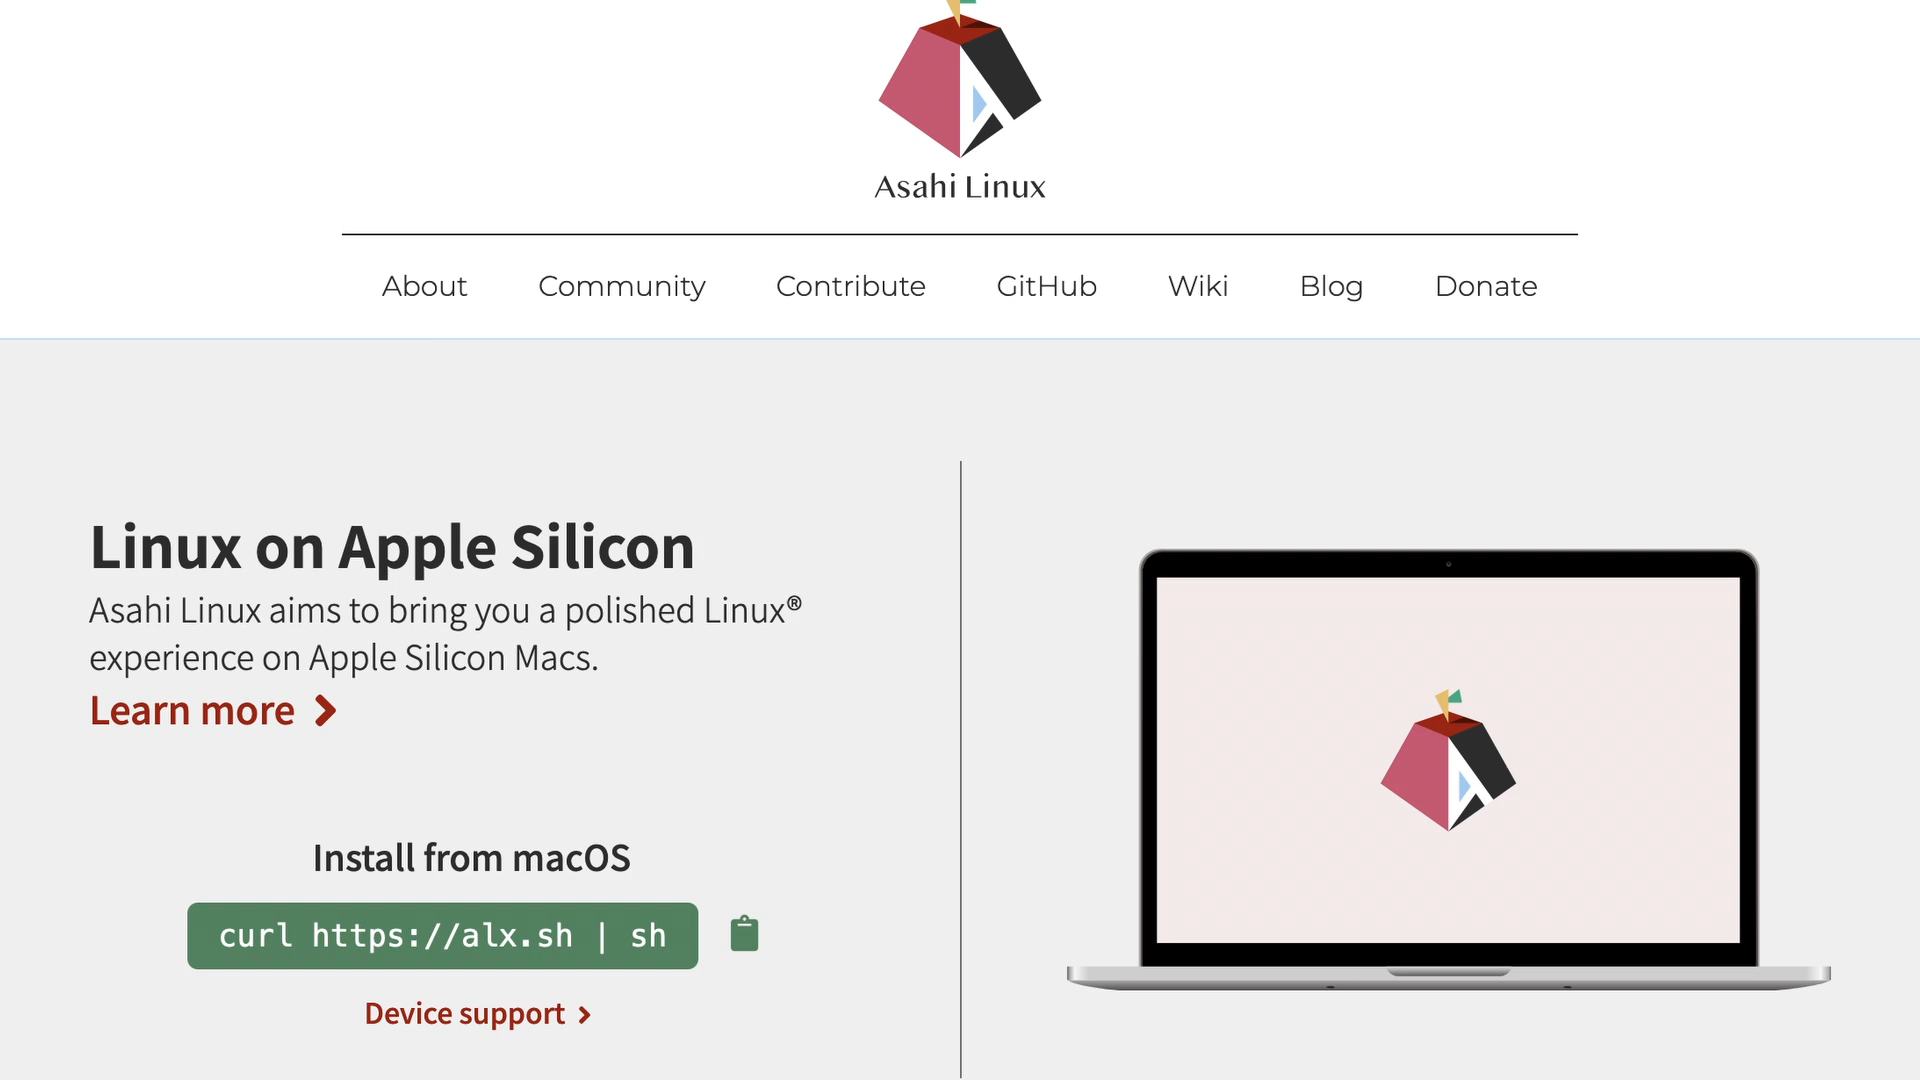 Asahi Linux
About Community Contribute GitHub Wiki Blog Donate
Linux on Apple Silicon
Asahi Linux aims to bring you a polished Linux®
experience on Apple Silicon Macs.
Learn more
Install from macOS
curl https://alx.sh | sh
Device support